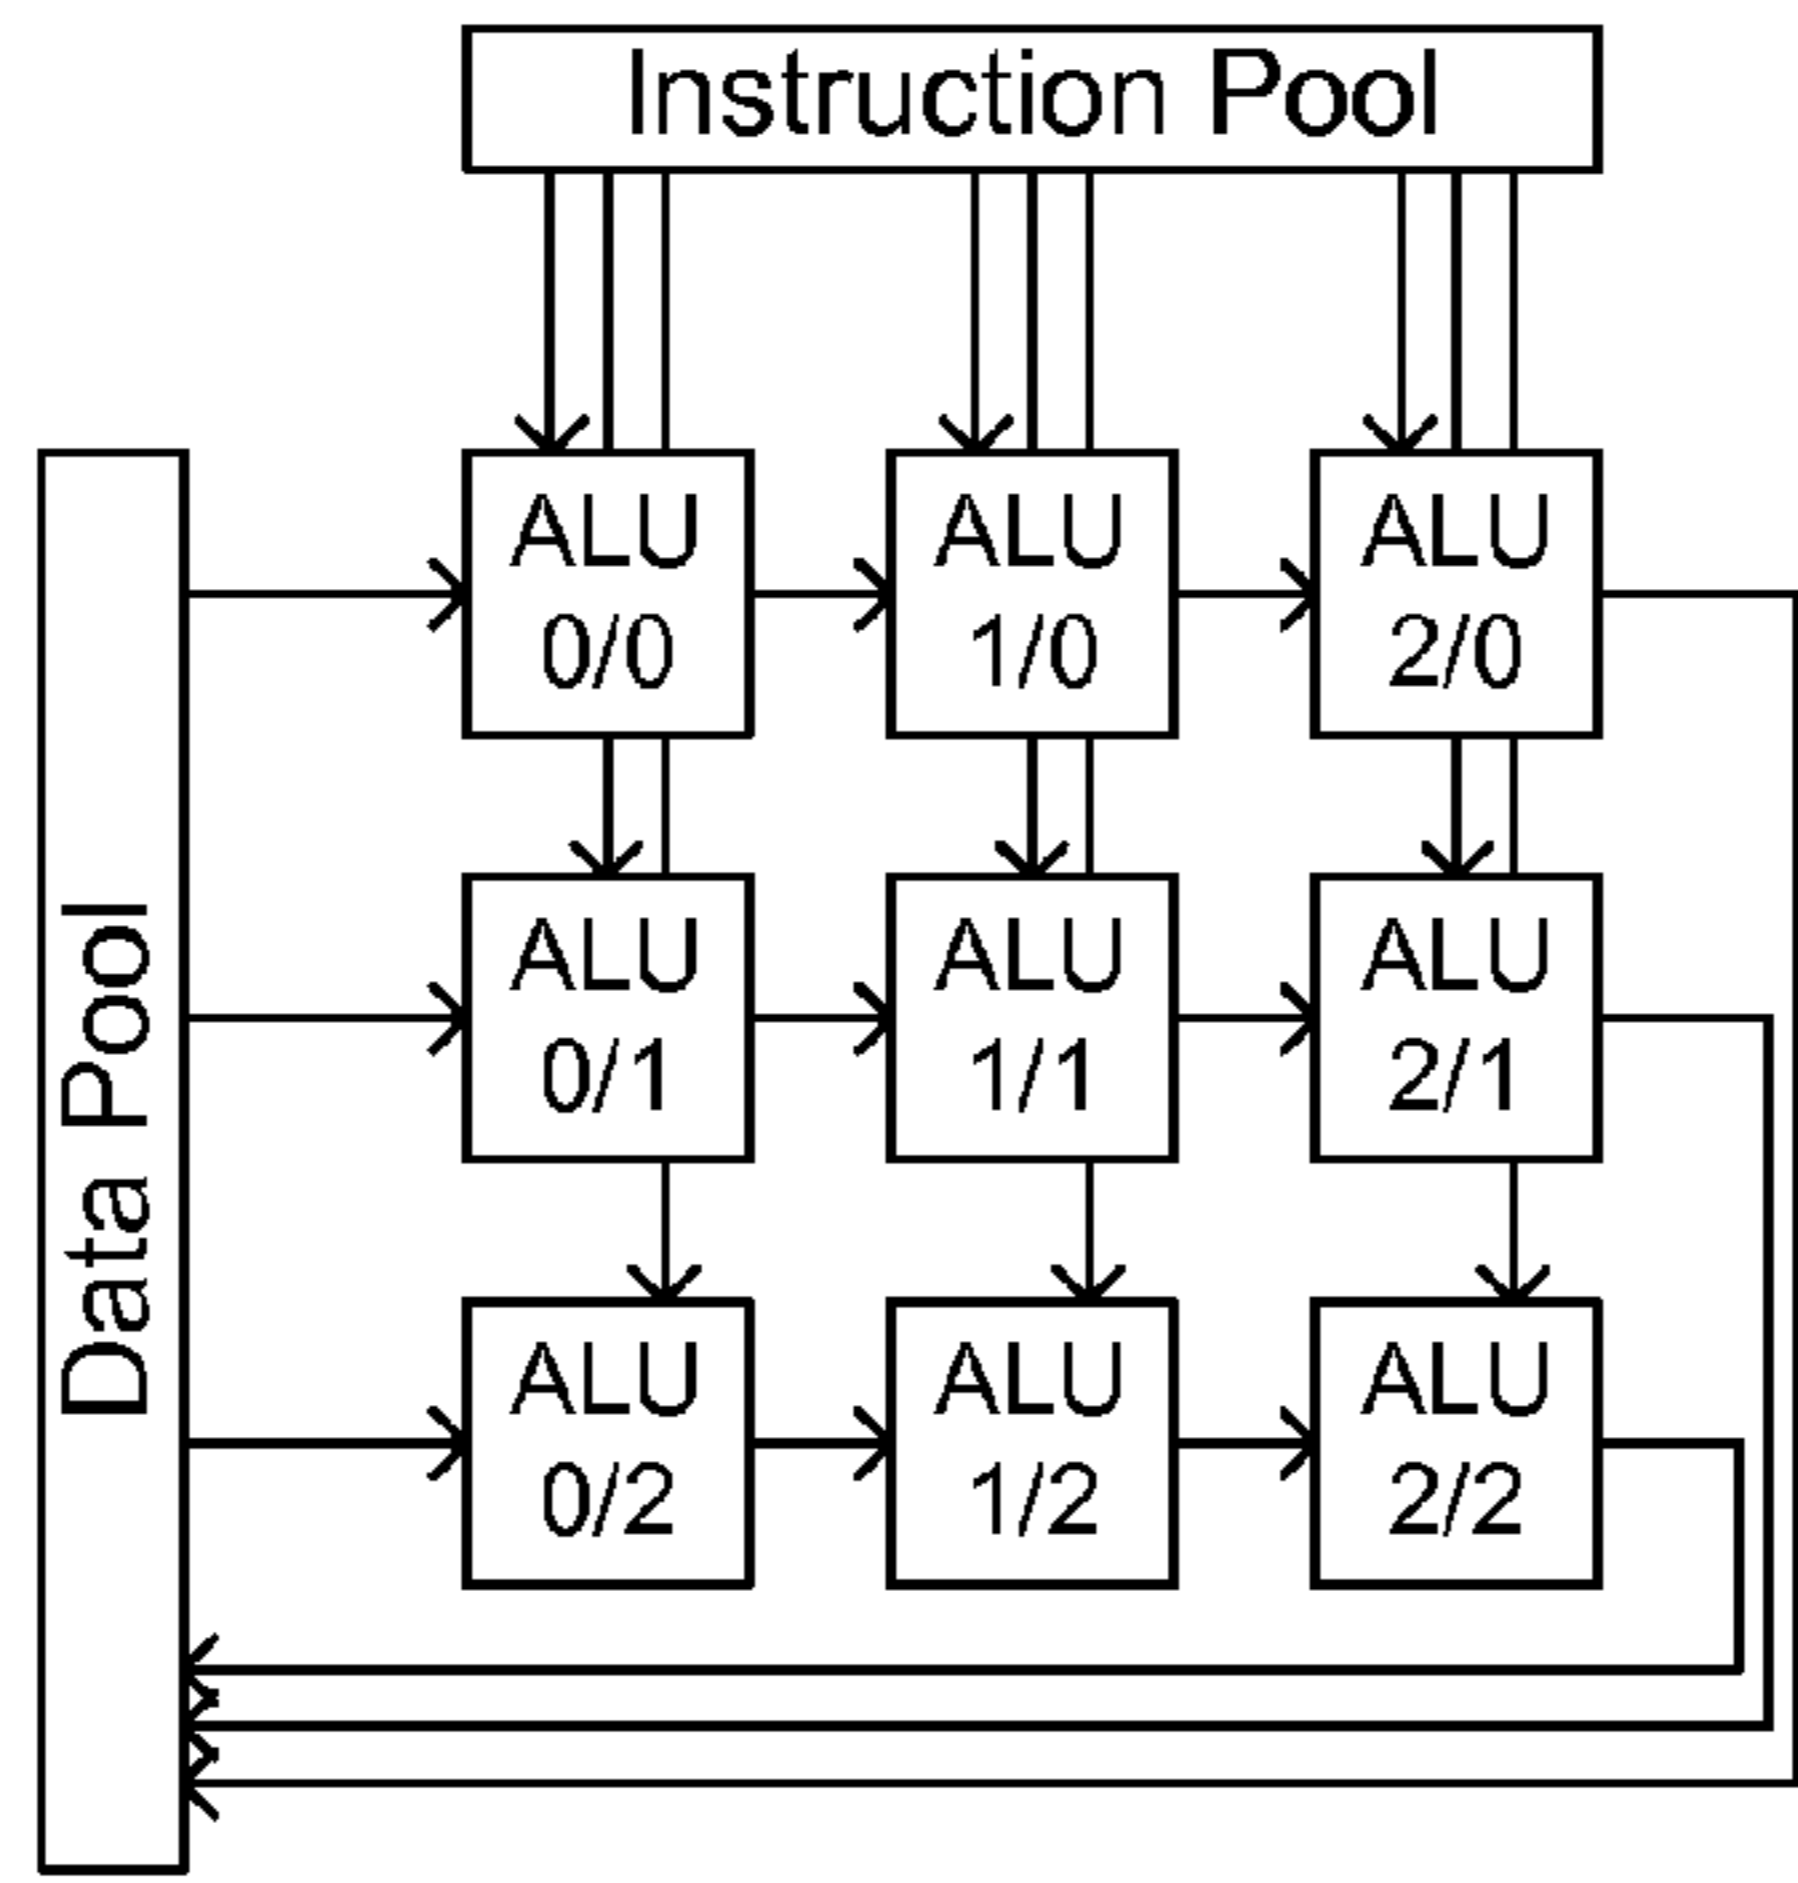 Instruction Pool
Data Pool
ALU
0/0
ALU
1/0
ALU
2/0
ALU
0/1
ALU
1/1
ALU
2/1
ALU
0/2
ALU
1/2
ALU
2/2